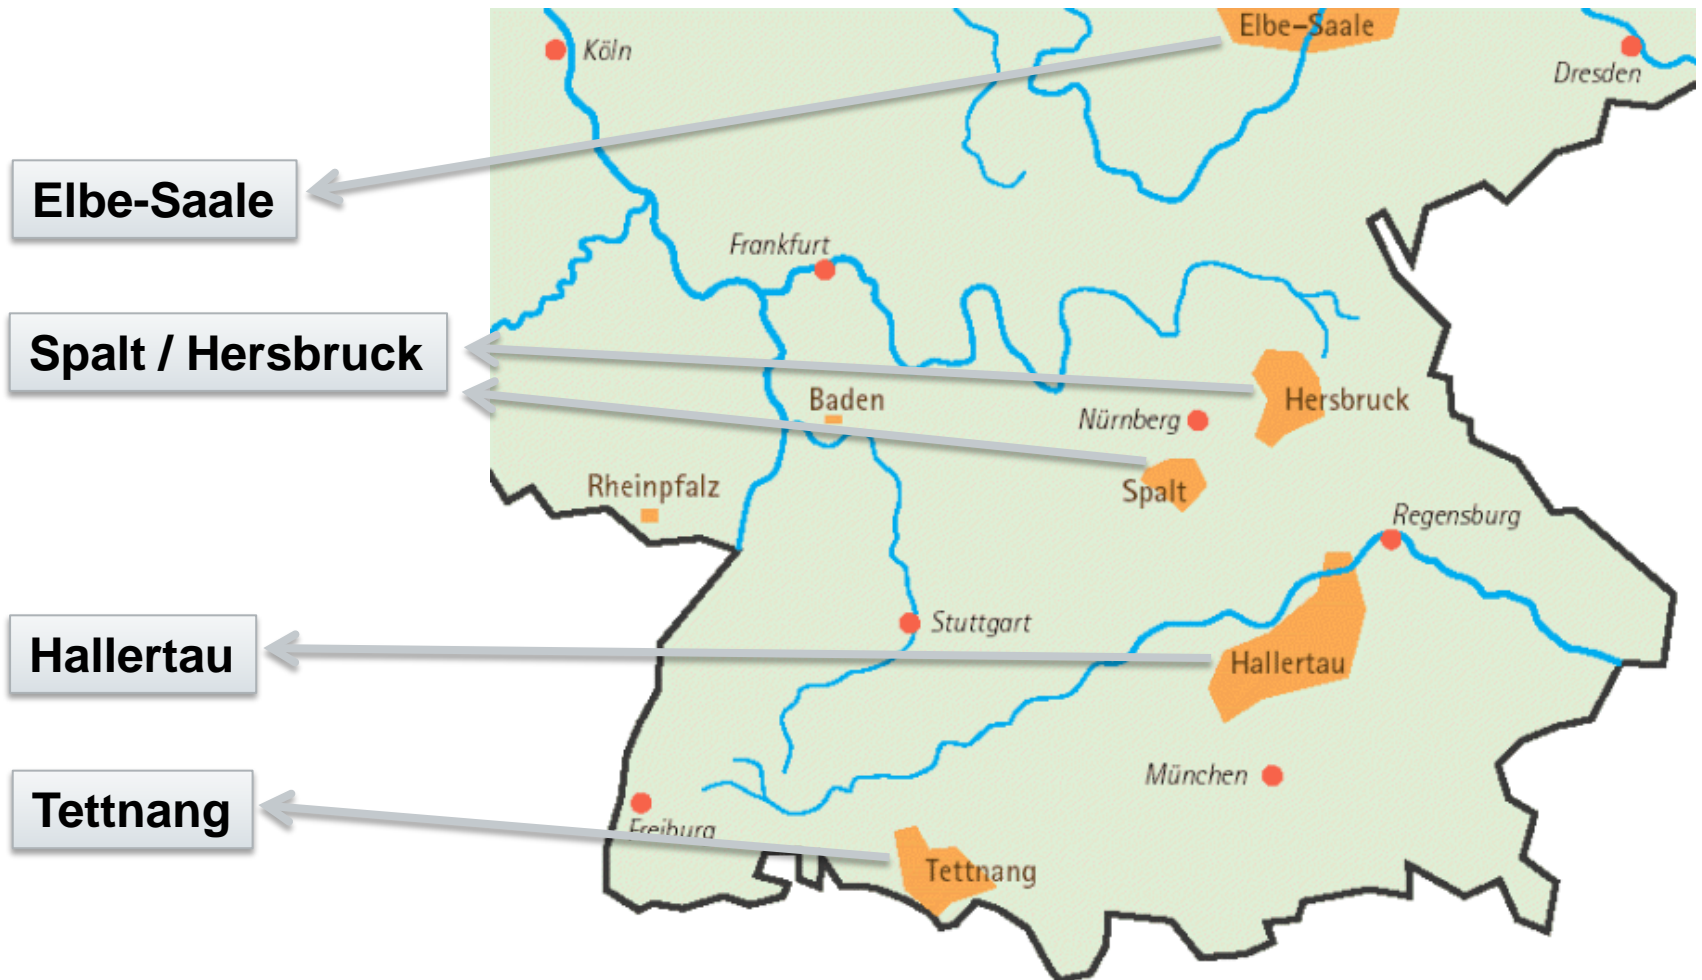 Elbe-Saale
Köln
Dresden
Elbe-Saale
Frankfurt
Spalt / Hersbruck
Baden
Hersbruck
Nürnberg
Rheinpfalz
Spalt
Regensburg
Stuttgart
Hallertau
Hallertau
München
Tettnang
Freiburg
Tettnang